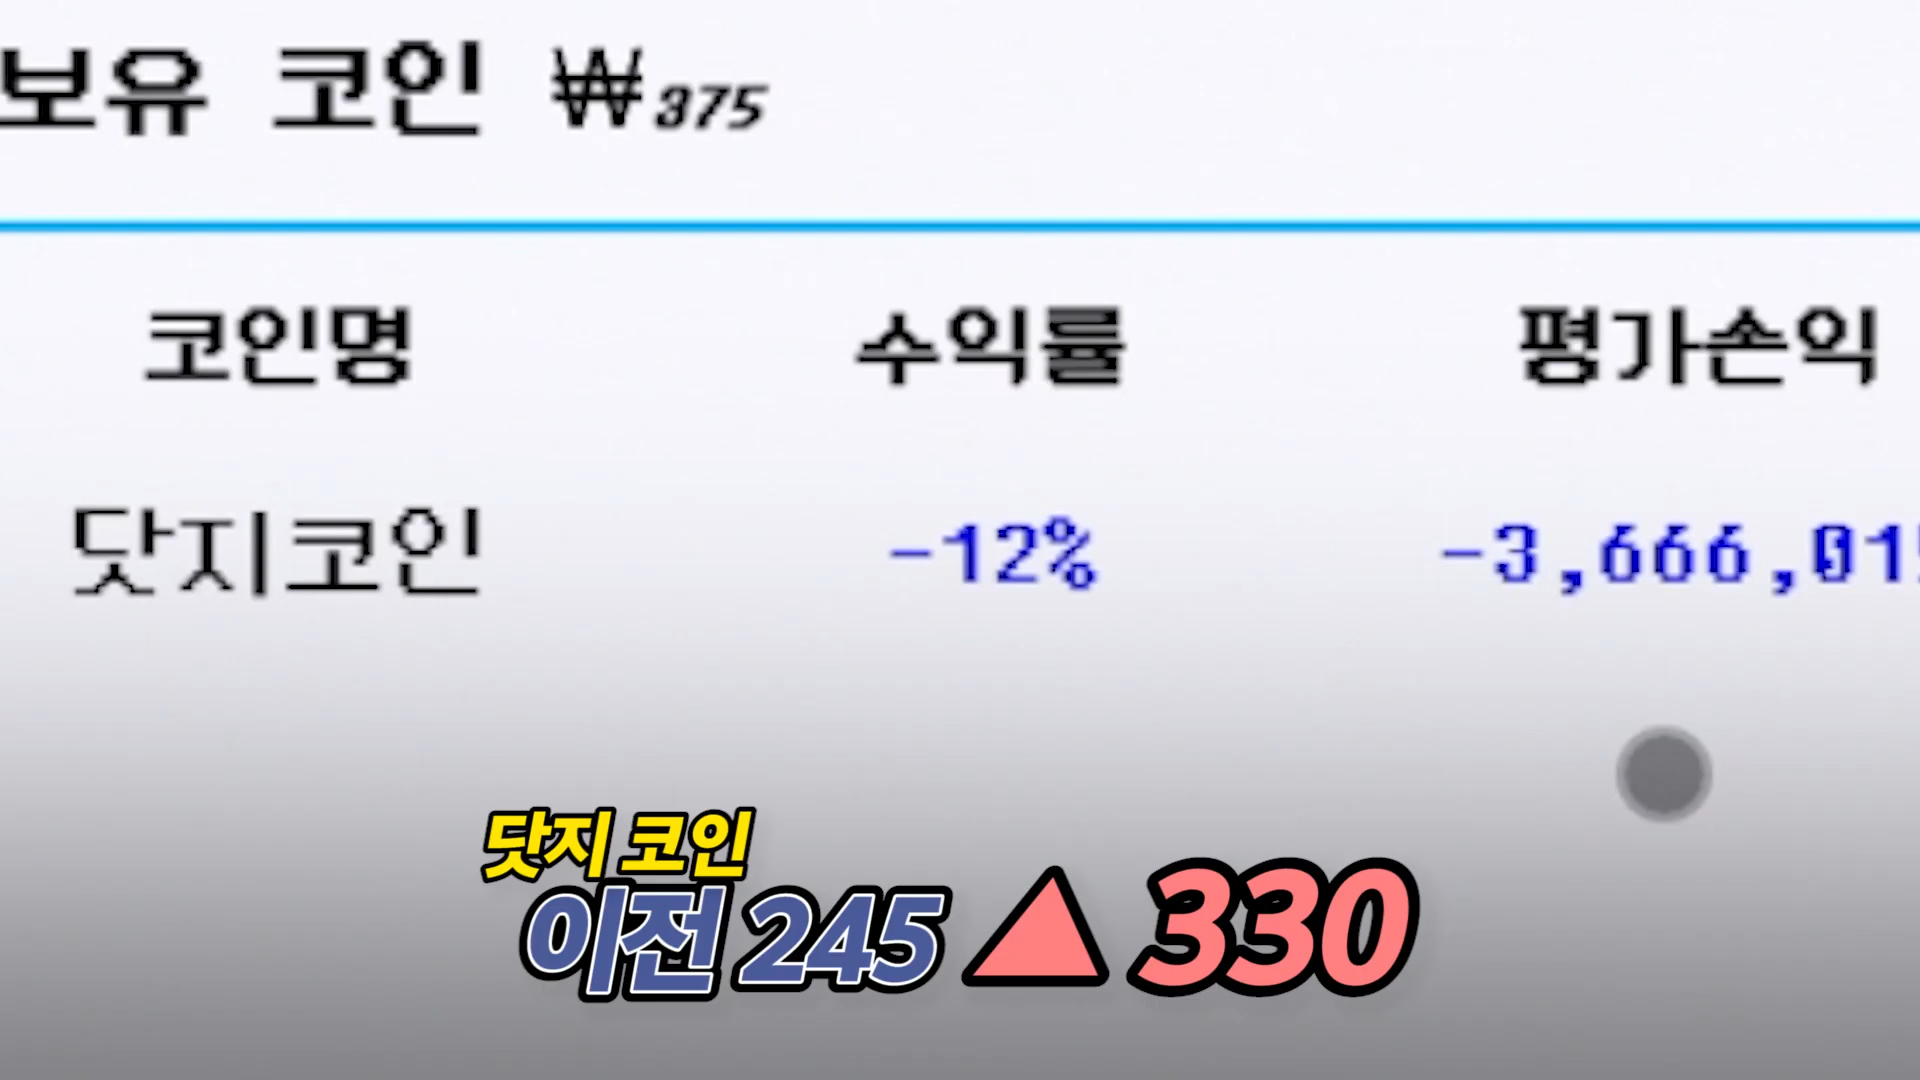 보유 코인 ₩375
코인명 수익률 평가손익
닷지코인 -12% -3,666,01
닷지 코인
이전 245 ▲ 330